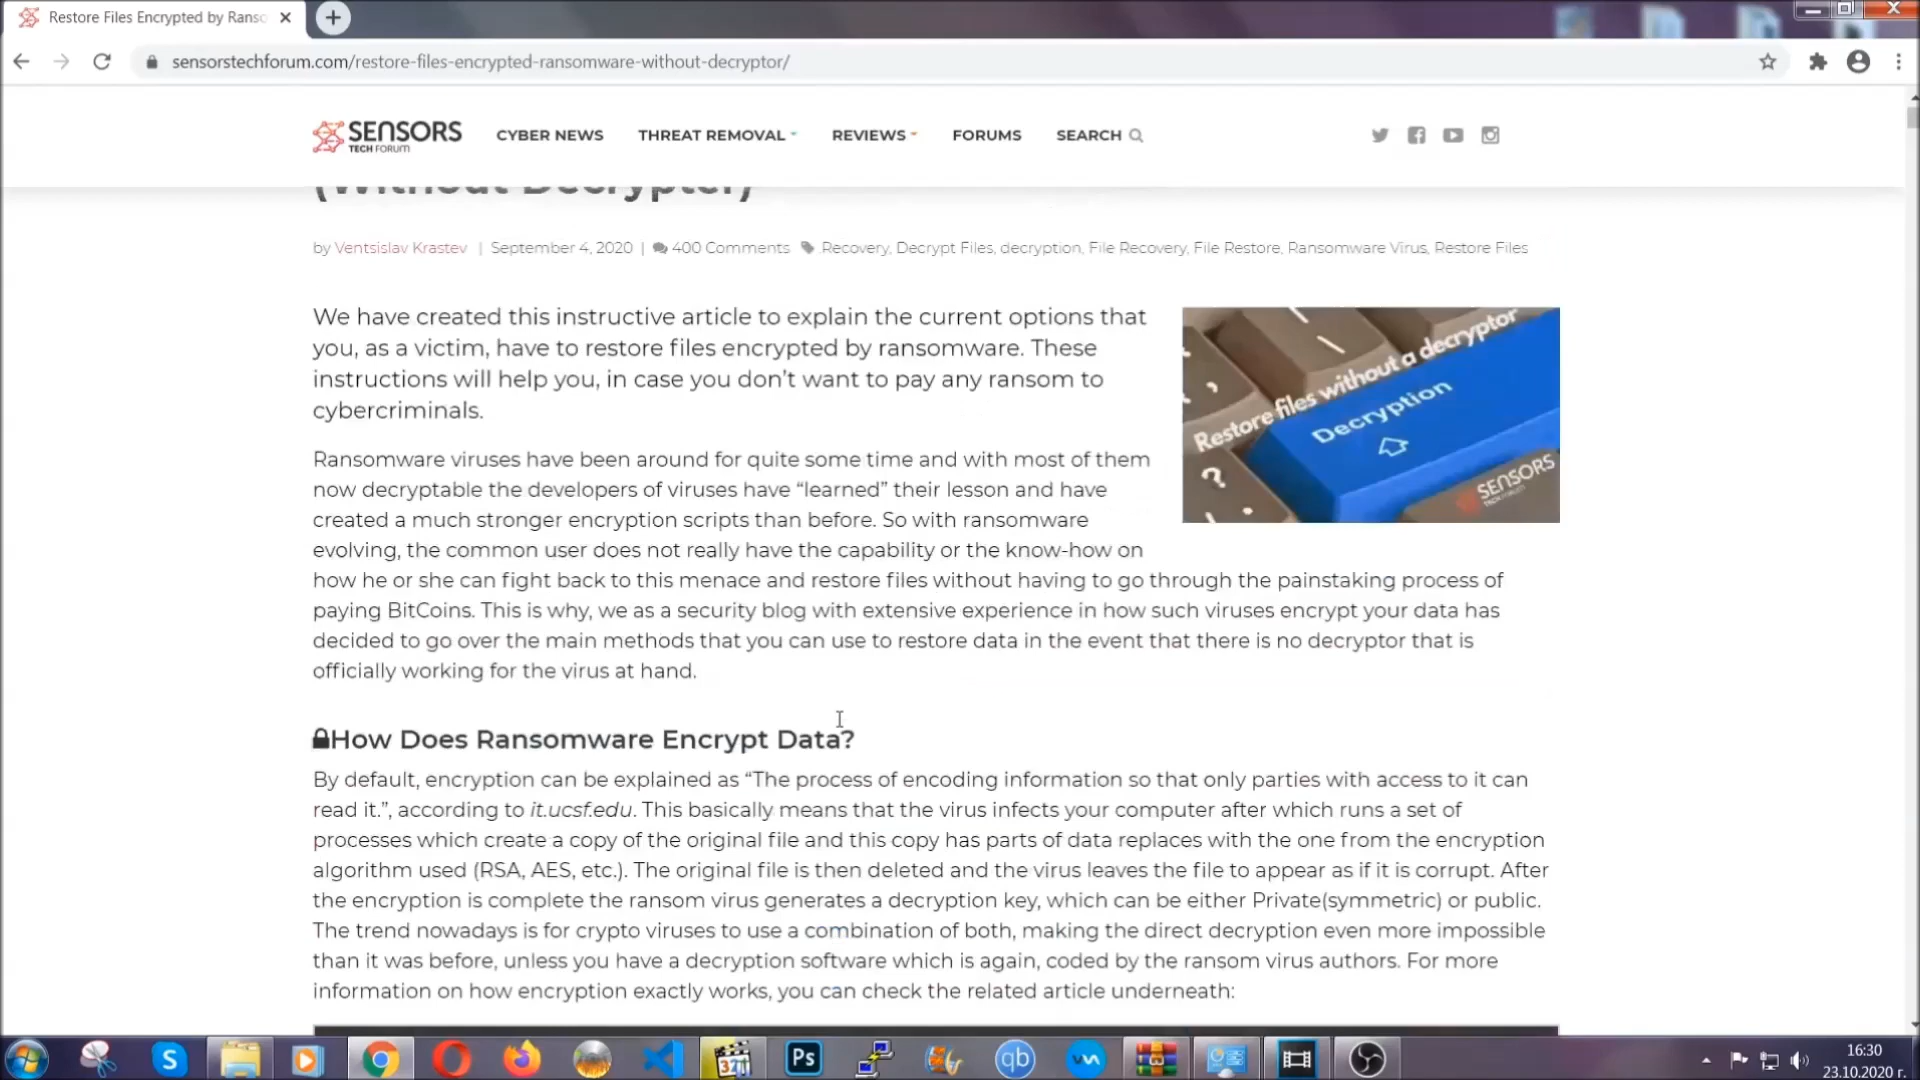 Restore Files Encrypted by Ranso
sensorstechforum.com/restore-files-encrypted-ransomware-without-decryptor/
SENSORS
TECH FORUM
CYBER NEWS
THREAT REMOVAL
REVIEWS
FORUMS
SEARCH
(Without Decrypter)
by Ventsislav Krastev | September 4, 2020 | 400 Comments Recovery, Decrypt Files, decryption, File Recovery, File Restore, Ransomware Virus, Restore Files
We have created this instructive article to explain the current options that
you, as a victim, have to restore files encrypted by ransomware. These
instructions will help you, in case you don’t want to pay any ransom to
cybercriminals.
Restore files without a decryptor
Decryption
SENSORS
Ransomware viruses have been around for quite some time and with most of them
now decryptable the developers of viruses have “learned” their lesson and have
created a much stronger encryption scripts than before. So with ransomware
evolving, the common user does not really have the capability or the know-how on
how he or she can fight back to this menace and restore files without having to go through the painstaking process of
paying BitCoins. This is why, we as a security blog with extensive experience in how such viruses encrypt your data has
decided to go over the main methods that you can use to restore data in the event that there is no decryptor that is
officially working for the virus at hand.
How Does Ransomware Encrypt Data?
By default, encryption can be explained as “The process of encoding information so that only parties with access to it can
read it.”, according to it.ucsf.edu. This basically means that the virus infects your computer after which runs a set of
processes which create a copy of the original file and this copy has parts of data replaces with the one from the encryption
algorithm used (RSA, AES, etc.). The original file is then deleted and the virus leaves the file to appear as if it is corrupt. After
the encryption is complete the ransom virus generates a decryption key, which can be either Private(symmetric) or public.
The trend nowadays is for crypto viruses to use a combination of both, making the direct decryption even more impossible
than it was before, unless you have a decryption software which is again, coded by the ransom virus authors. For more
information on how encryption exactly works, you can check the related article underneath:
S
321
Ps
qb
16:30
23.10.2020 г.